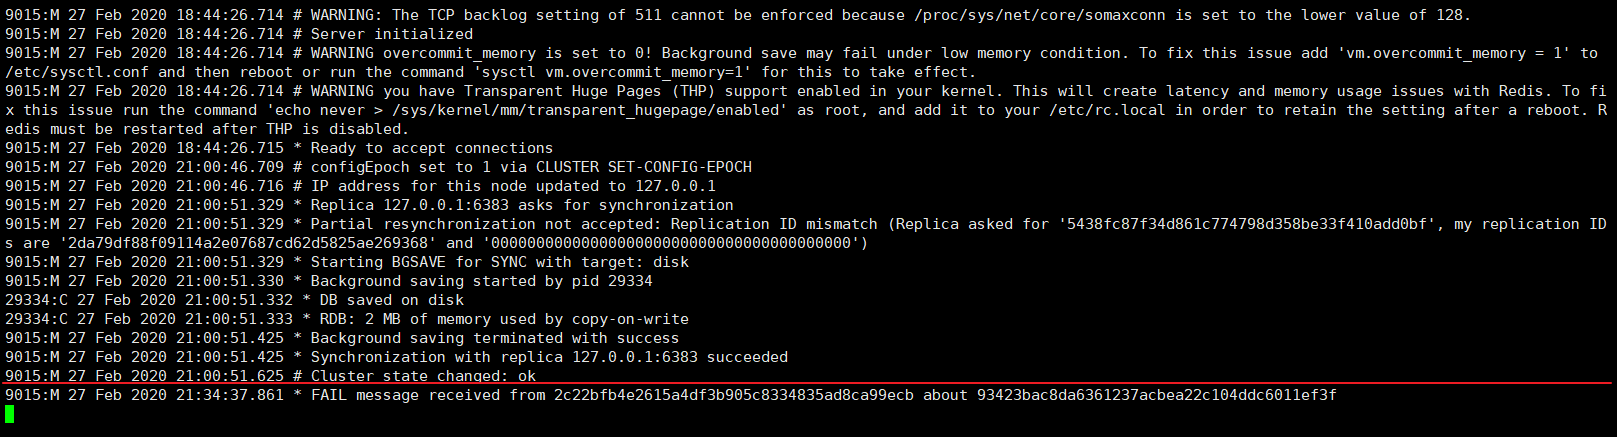 9015:M 27 Feb 2020 18:44:26.714 # WARNING: The TCP backlog setting of 511 cannot be enforced because /proc/sys/net/core/somaxconn is set to the lower value of 128.
9015:M 27 Feb 2020 18:44:26.714 # Server initialized
9015:M 27 Feb 2020 18:44:26.714 # WARNING overcommit_memory is set to 0! Background save may fail under low memory condition. To fix this issue add 'vm.overcommit_memory = 1' to
/etc/sysctl.conf and then reboot or run the command 'sysctl vm.overcommit_memory=1' for this to take effect.
9015:M 27 Feb 2020 18:44:26.714 # WARNING you have Transparent Huge Pages (THP) support enabled in your kernel. This will create latency and memory usage issues with Redis. To fi
x this issue run the command 'echo never > /sys/kernel/mm/transparent_hugepage/enabled' as root, and add it to your /etc/rc.local in order to retain the setting after a reboot. R
edis must be restarted after THP is disabled.
9015:M 27 Feb 2020 18:44:26.715 * Ready to accept connections
9015:M 27 Feb 2020 21:00:46.709 # configEpoch set to 1 via CLUSTER SET-CONFIG-EPOCH
9015:M 27 Feb 2020 21:00:46.716 # IP address for this node updated to 127.0.0.1
9015:M 27 Feb 2020 21:00:51.329 * Replica 127.0.0.1:6383 asks for synchronization
9015:M 27 Feb 2020 21:00:51.329 * Partial resynchronization not accepted: Replication ID mismatch (Replica asked for '5438fc87f34d861c774798d358be33f410add0bf', my replication ID
s are '2da79df88f09114a2e07687cd62d5825ae269368' and '0000000000000000000000000000000000000000')
9015:M 27 Feb 2020 21:00:51.329 * Starting BGSAVE for SYNC with target: disk
9015:M 27 Feb 2020 21:00:51.330 * Background saving started by pid 29334
29334:C 27 Feb 2020 21:00:51.332 * DB saved on disk
29334:C 27 Feb 2020 21:00:51.333 * RDB: 2 MB of memory used by copy-on-write
9015:M 27 Feb 2020 21:00:51.425 * Background saving terminated with success
9015:M 27 Feb 2020 21:00:51.425 * Synchronization with replica 127.0.0.1:6383 succeeded
9015:M 27 Feb 2020 21:00:51.625 # Cluster state changed: ok
9015:M 27 Feb 2020 21:34:37.861 * FAIL message received from 2c22bfb4e2615a4df3b905c8334835ad8ca99ecb about 93423bac8da6361237acbea22c104ddc6011ef3f